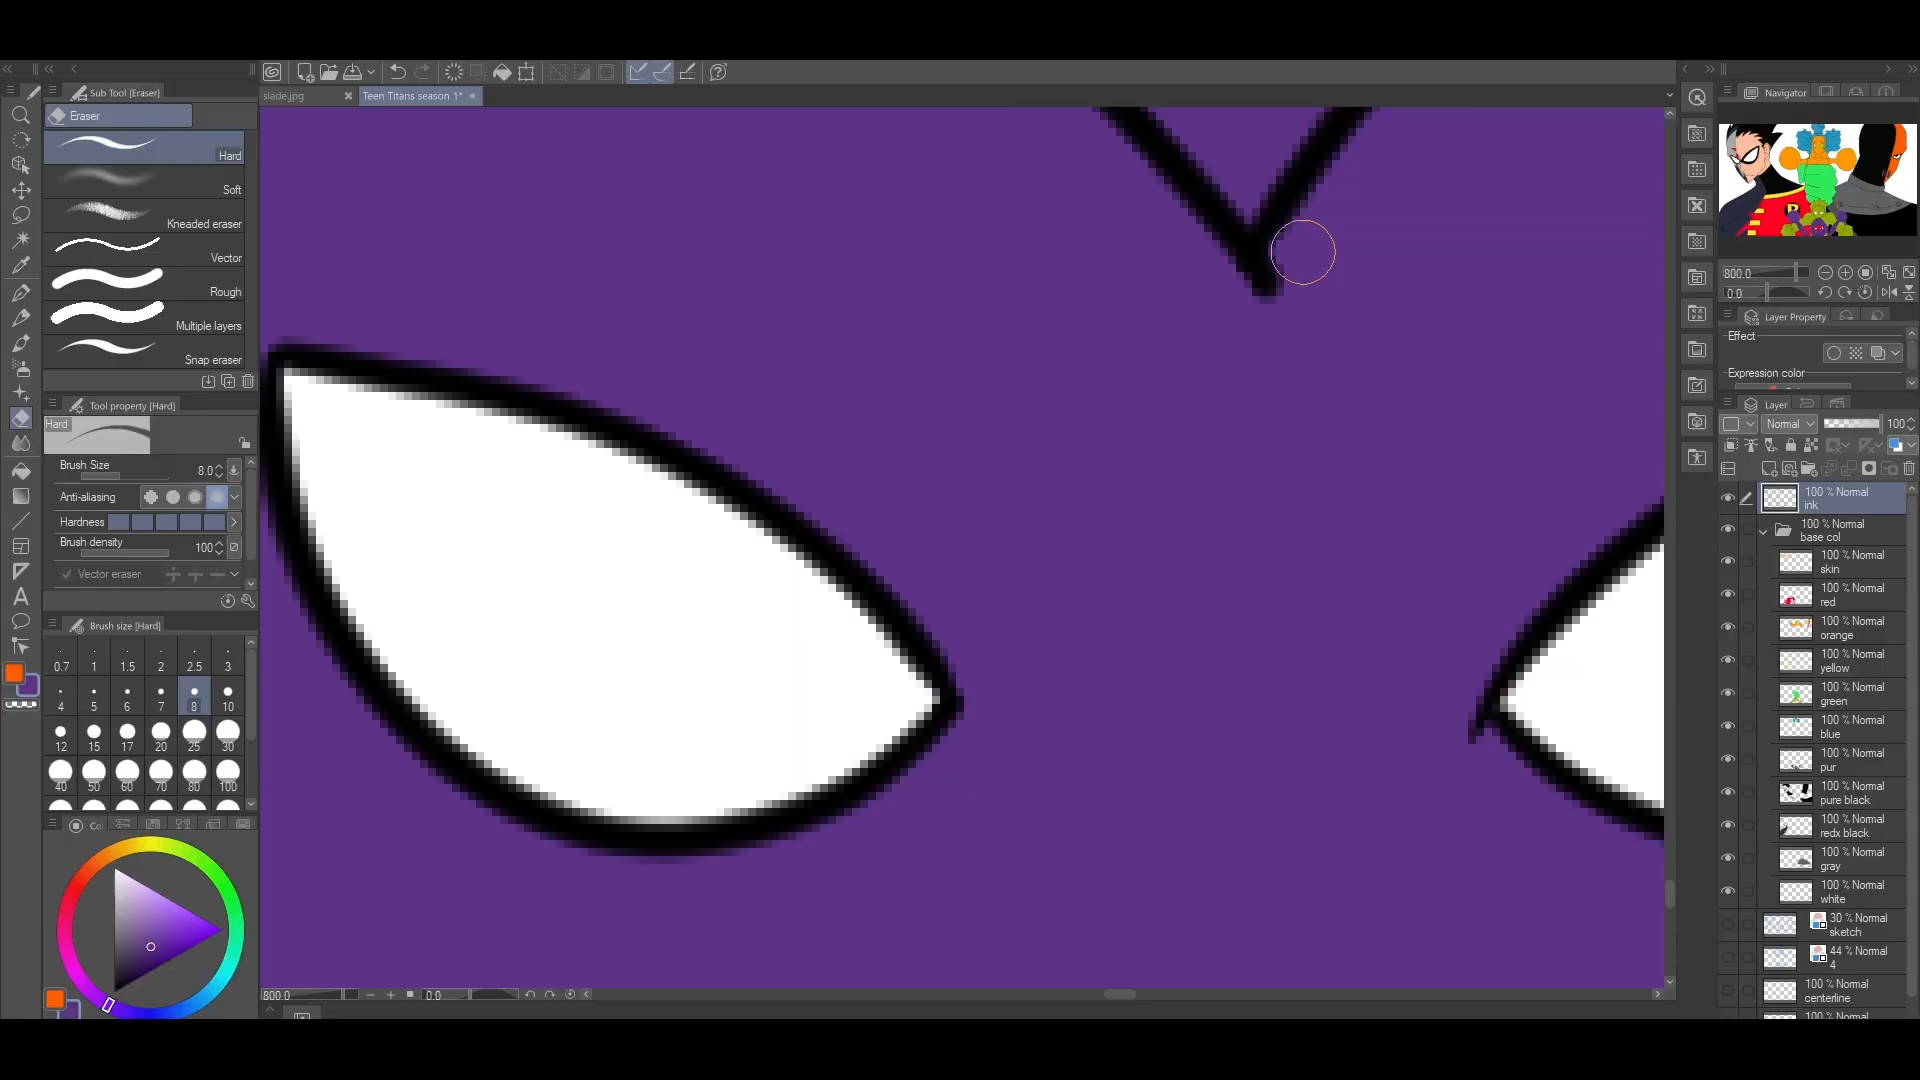 Sub Tool [Eraser]
Eraser
Hard
Soft
Kneaded eraser
Vector
Rough
Multiple layers
Snap eraser
Tool property [Hard]
Hard
Brush Size
8.0
Anti-aliasing
Hardness
Brush density
100
Vector eraser
Brush size [Hard]
0.7 1 1.5 2 2.5 3
4 5 6 7 8 10
12 15 17 20 25 30
40 50 60 70 80 100
Co
slade.jpg
Teen Titans season 1*
800.0
0.0
Navigator
800.0
0.0
Layer Property
Effect
Expression color
Layer
Normal
100
100 % Normal
ink
100 % Normal
base col
100 % Normal
skin
100 % Normal
red
100 % Normal
orange
100 % Normal
yellow
100 % Normal
green
100 % Normal
blue
100 % Normal
pur
100 % Normal
pure black
100 % Normal
redx black
100 % Normal
gray
100 % Normal
white
30 % Normal
sketch
44 % Normal
4
100 % Normal
centerline
100 % Normal